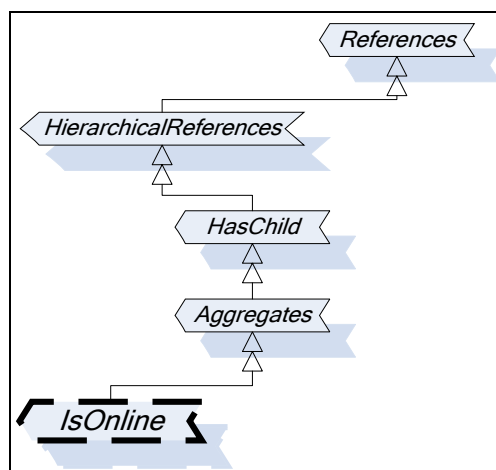 References
HierarchicalReferences
HasChild
Aggregates
IsOnline